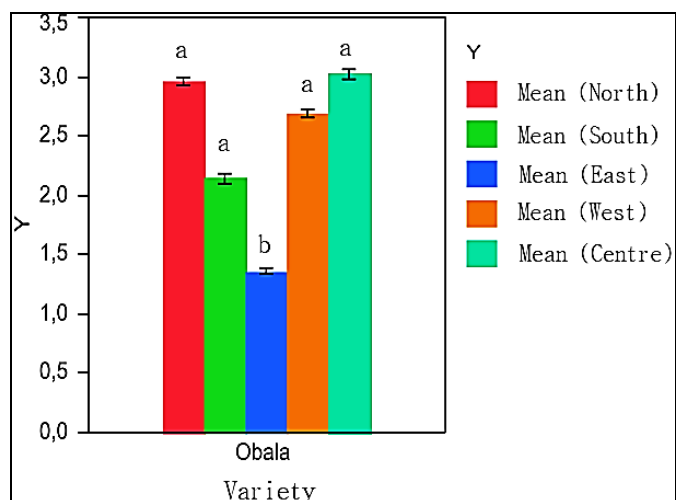 3,5
3,0
2,5
2,0
1,5
1,0
0,5
0,0
Y
a
a
b
a
a
Obala
Variety
Y
Mean (North)
Mean (South)
Mean (East)
Mean (West)
Mean (Centre)